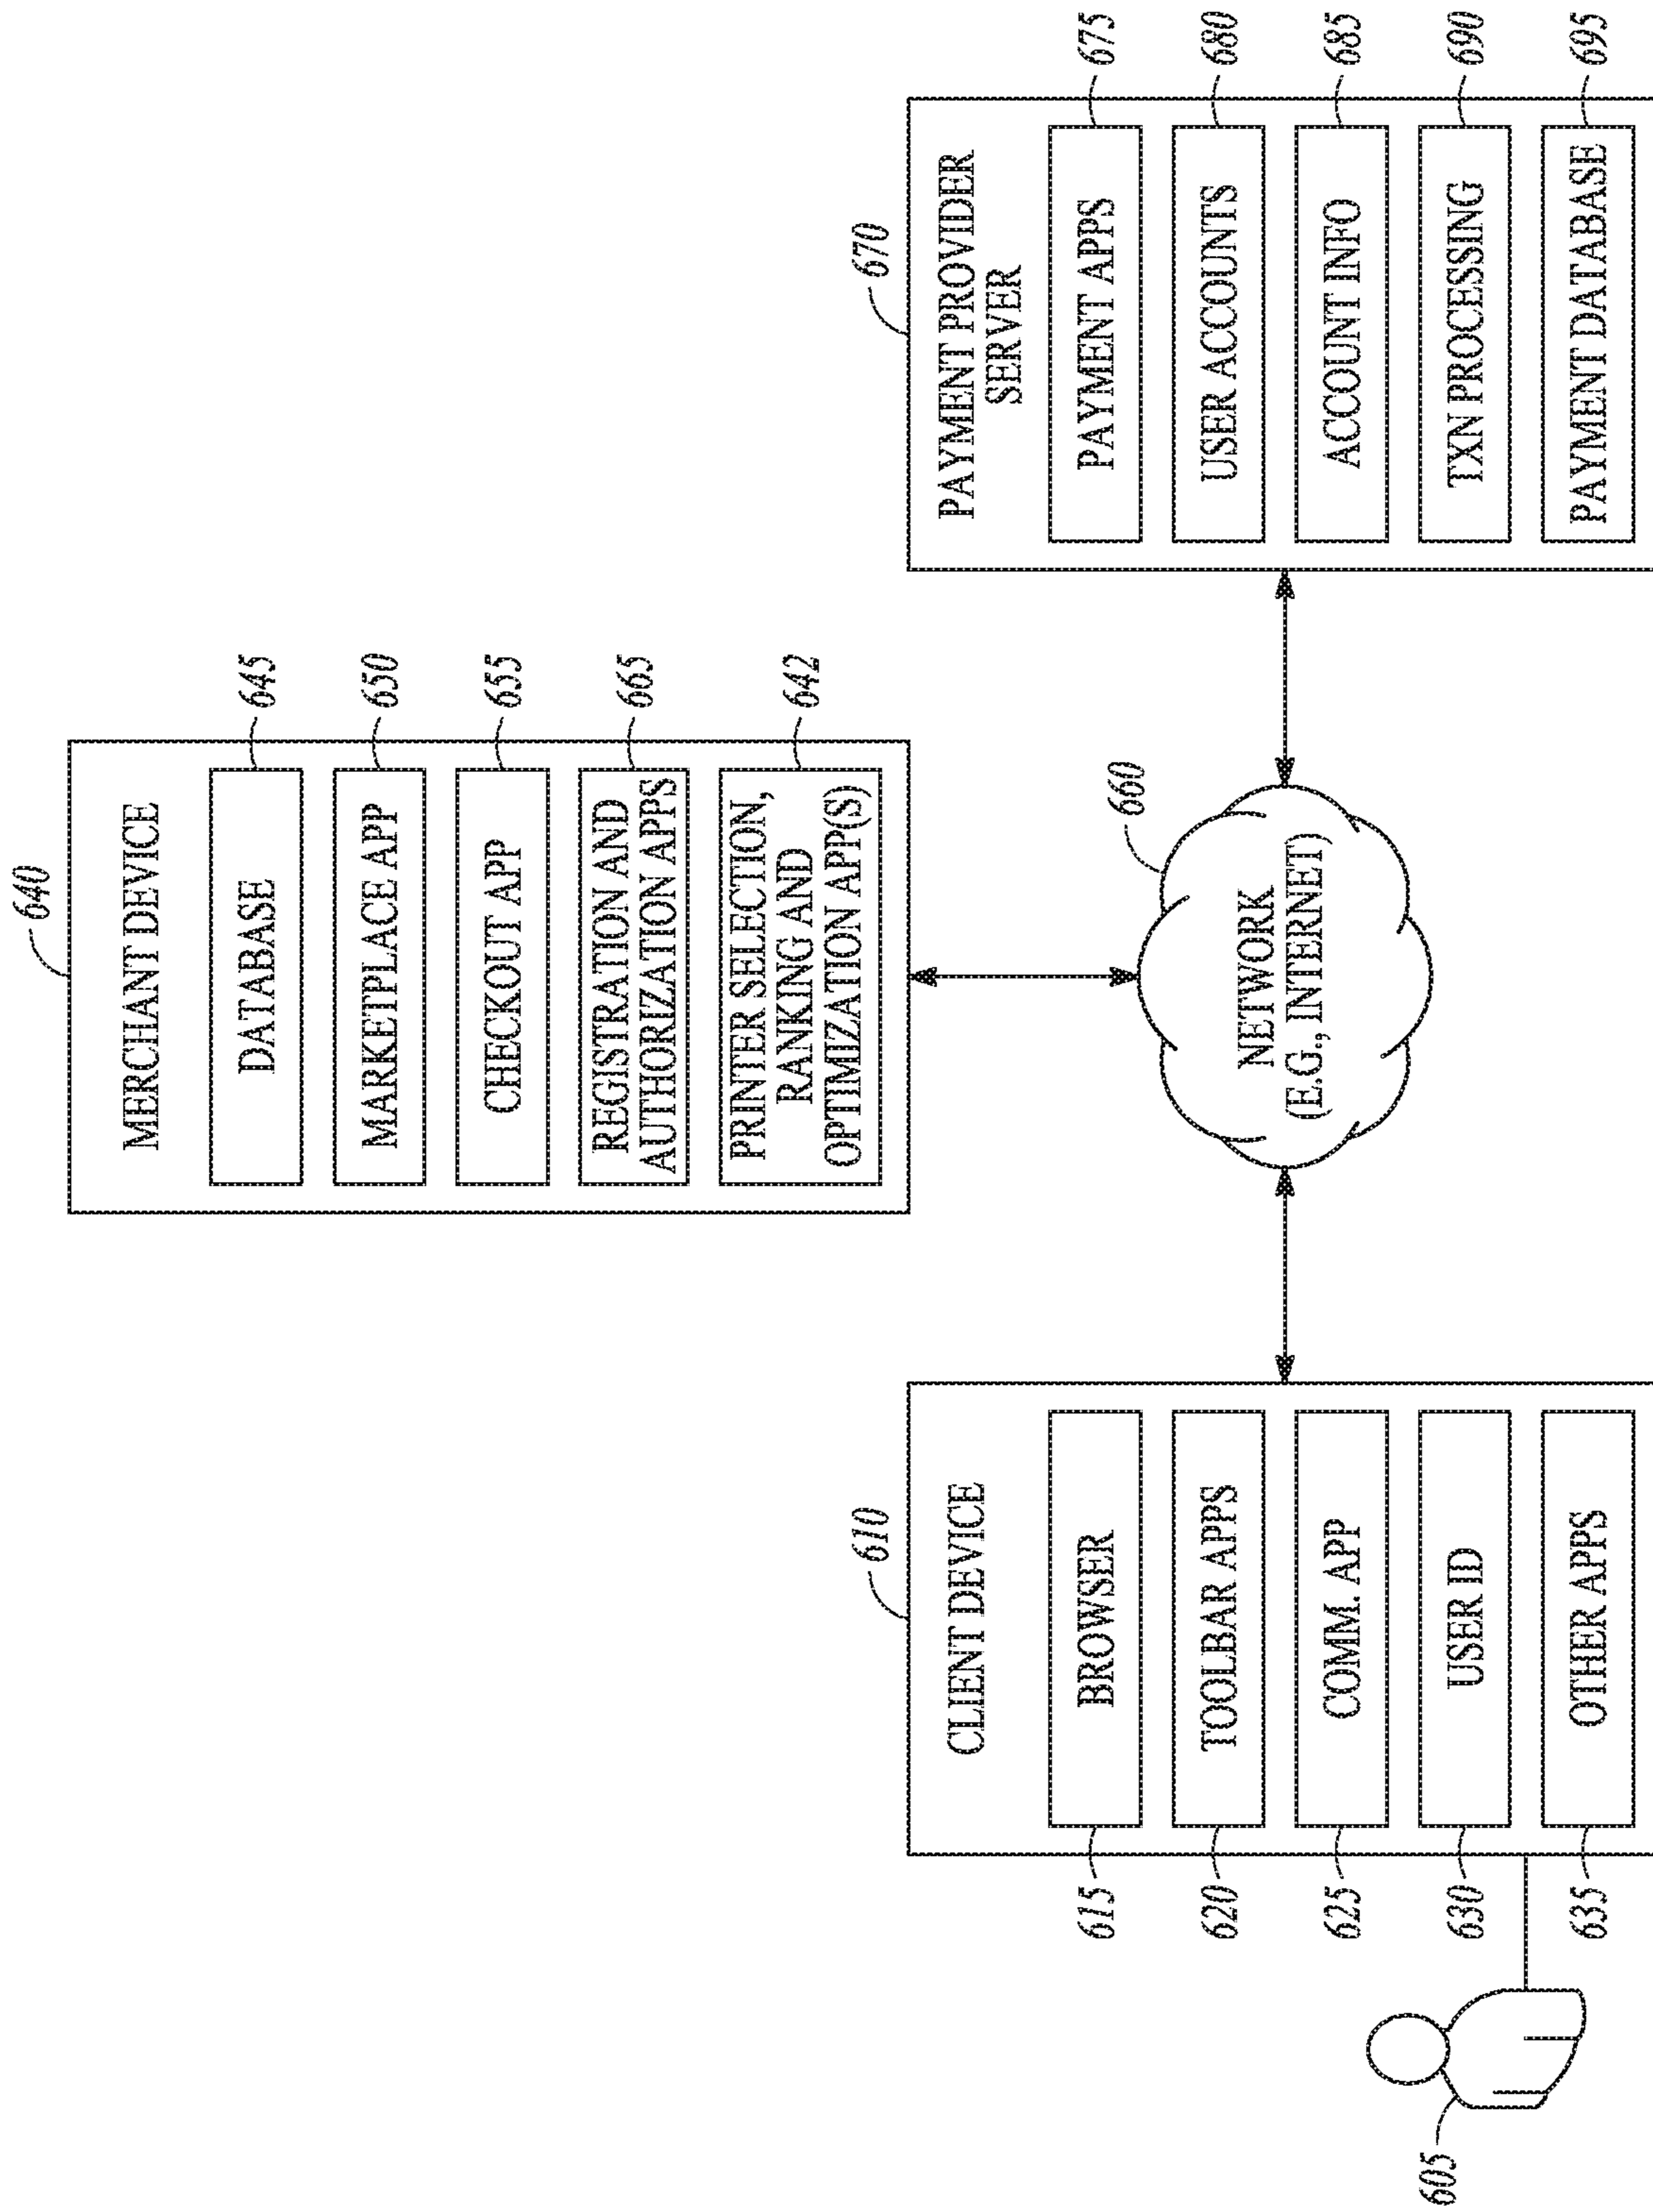 640
MERCHANT DEVICE
DATABASE
645
MARKETPLACE APP
650
CHECKOUT APP
655
REGISTRATION AND
AUTHORIZATION APPS
665
PRINTER SELECTION,
RANKING AND
OPTIMIZATION APP(S)
642
610
CLIENT DEVICE
615
BROWSER
620
TOOLBAR APPS
625
COMM. APP
630
USER ID
635
OTHER APPS
605
660
NETWORK
(E.G., INTERNET)
670
PAYMENT PROVIDER
SERVER
PAYMENT APPS
675
USER ACCOUNTS
680
ACCOUNT INFO
685
TXN PROCESSING
690
PAYMENT DATABASE
695